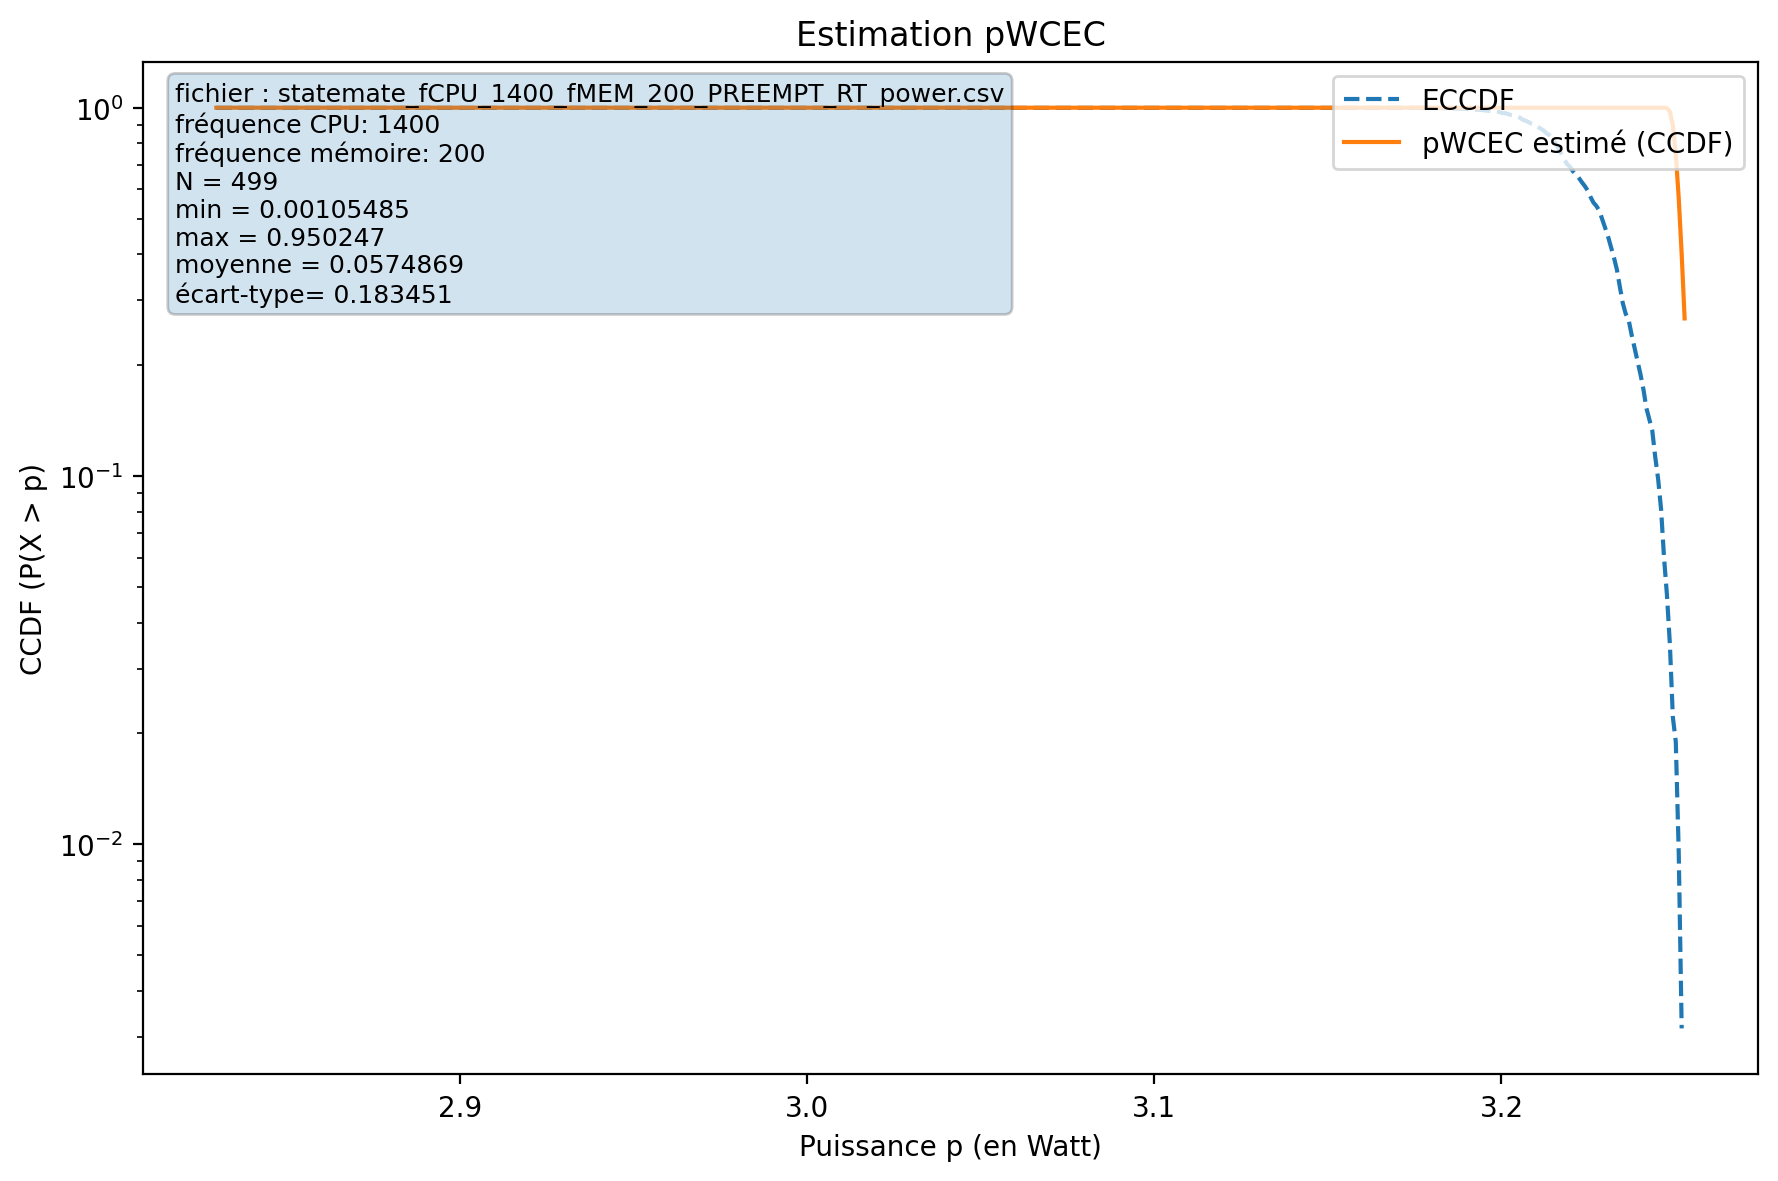 Estimation pWCEC
fichier : statemate_fCPU_1400_fMEM_200_PREEMPT_RT_power.csv
fréquence CPU: 1400
fréquence mémoire: 200
N = 499
min = 0.00105485
max = 0.950247
moyenne = 0.0574869
écart-type= 0.183451
ECCDF
pWCEC estimé (CCDF)
CCDF (P(X > p)
10⁰
10⁻¹
10⁻²
2.9 3.0 3.1 3.2
Puissance p (en Watt)